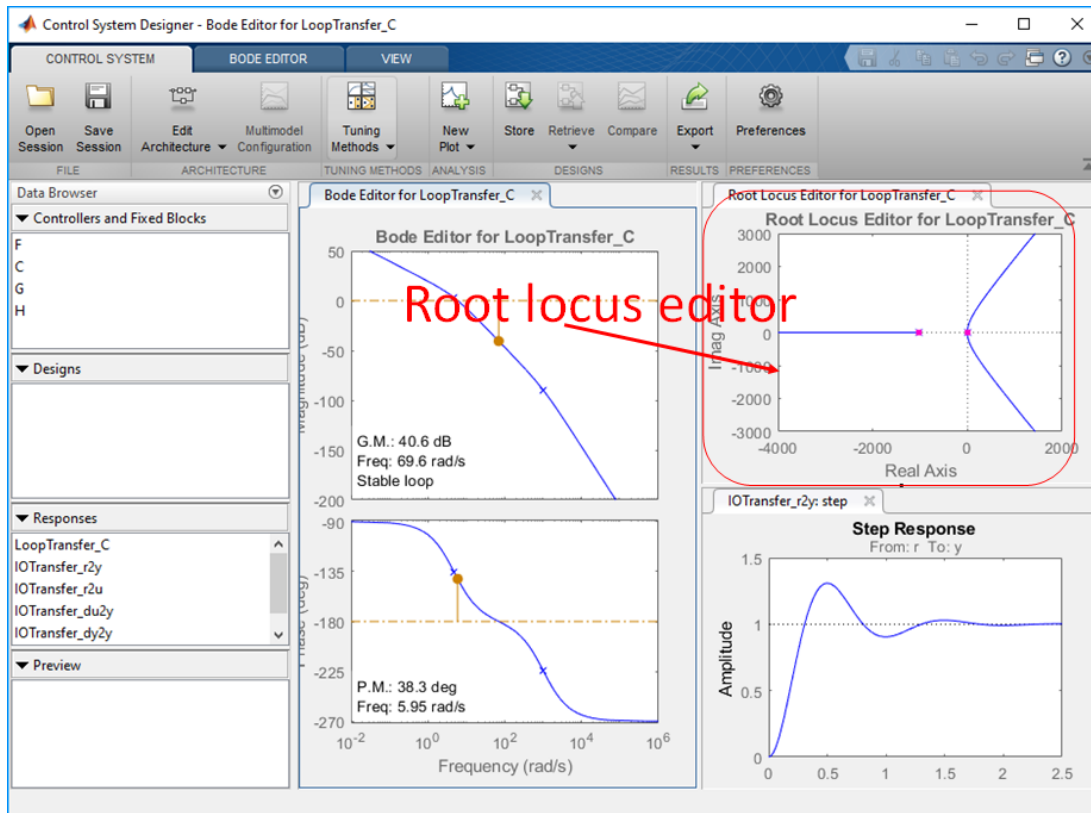 Control System Designer - Bode Editor for LoopTransfer_C
CONTROL SYSTEM
BODE EDITOR
VIEW
Open Session
Save Session
Edit Architecture
Multimodel Configuration
Tuning Methods
New Plot
Store
Retrieve
Compare
Export
Preferences
FILE
ARCHITECTURE
TUNING METHODS
ANALYSIS
DESIGNS
RESULTS
PREFERENCES
Data Browser
Controllers and Fixed Blocks
F
C
G
H
Designs
Responses
LoopTransfer_C
IOTransfer_r2y
IOTransfer_r2u
IOTransfer_du2y
IOTransfer_dy2y
Preview
Bode Editor for LoopTransfer_C
Bode Editor for LoopTransfer_C
50
0
-50
-100
-150
-200
Magnitude (dB)
G.M.: 40.6 dB
Freq: 69.6 rad/s
Stable loop
-90
-135
-180
-225
-270
Phase (deg)
P.M.: 38.3 deg
Freq: 5.95 rad/s
10^-2 10^0 10^2 10^4 10^6
Frequency (rad/s)
Root locus editor
Root Locus Editor for LoopTransfer_C
Root Locus Editor for LoopTransfer_C
3000
2000
1000
0
-1000
-2000
-3000
Imag Axis
-4000 -2000 0 2000
Real Axis
IOTransfer_r2y: step
Step Response
From: r To: y
1.5
1
0.5
0
Amplitude
0 0.5 1 1.5 2 2.5